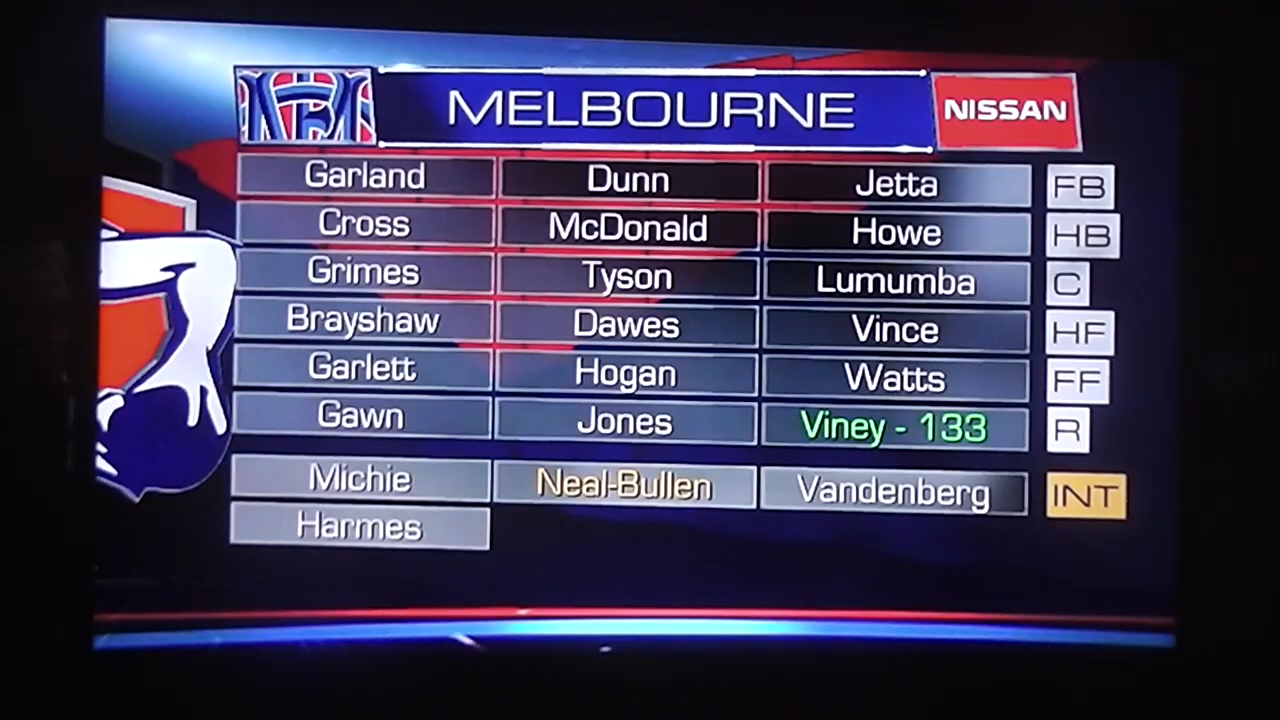 MELBOURNE NISSAN
Garland Dunn Jetta FB
Cross McDonald Howe HB
Grimes Tyson Lumumba C
Brayshaw Dawes Vince HF
Garlett Hogan Watts FF
Gawn Jones Viney - 133 R
Michie Neal-Bullen Vandenberg INT
Harmes